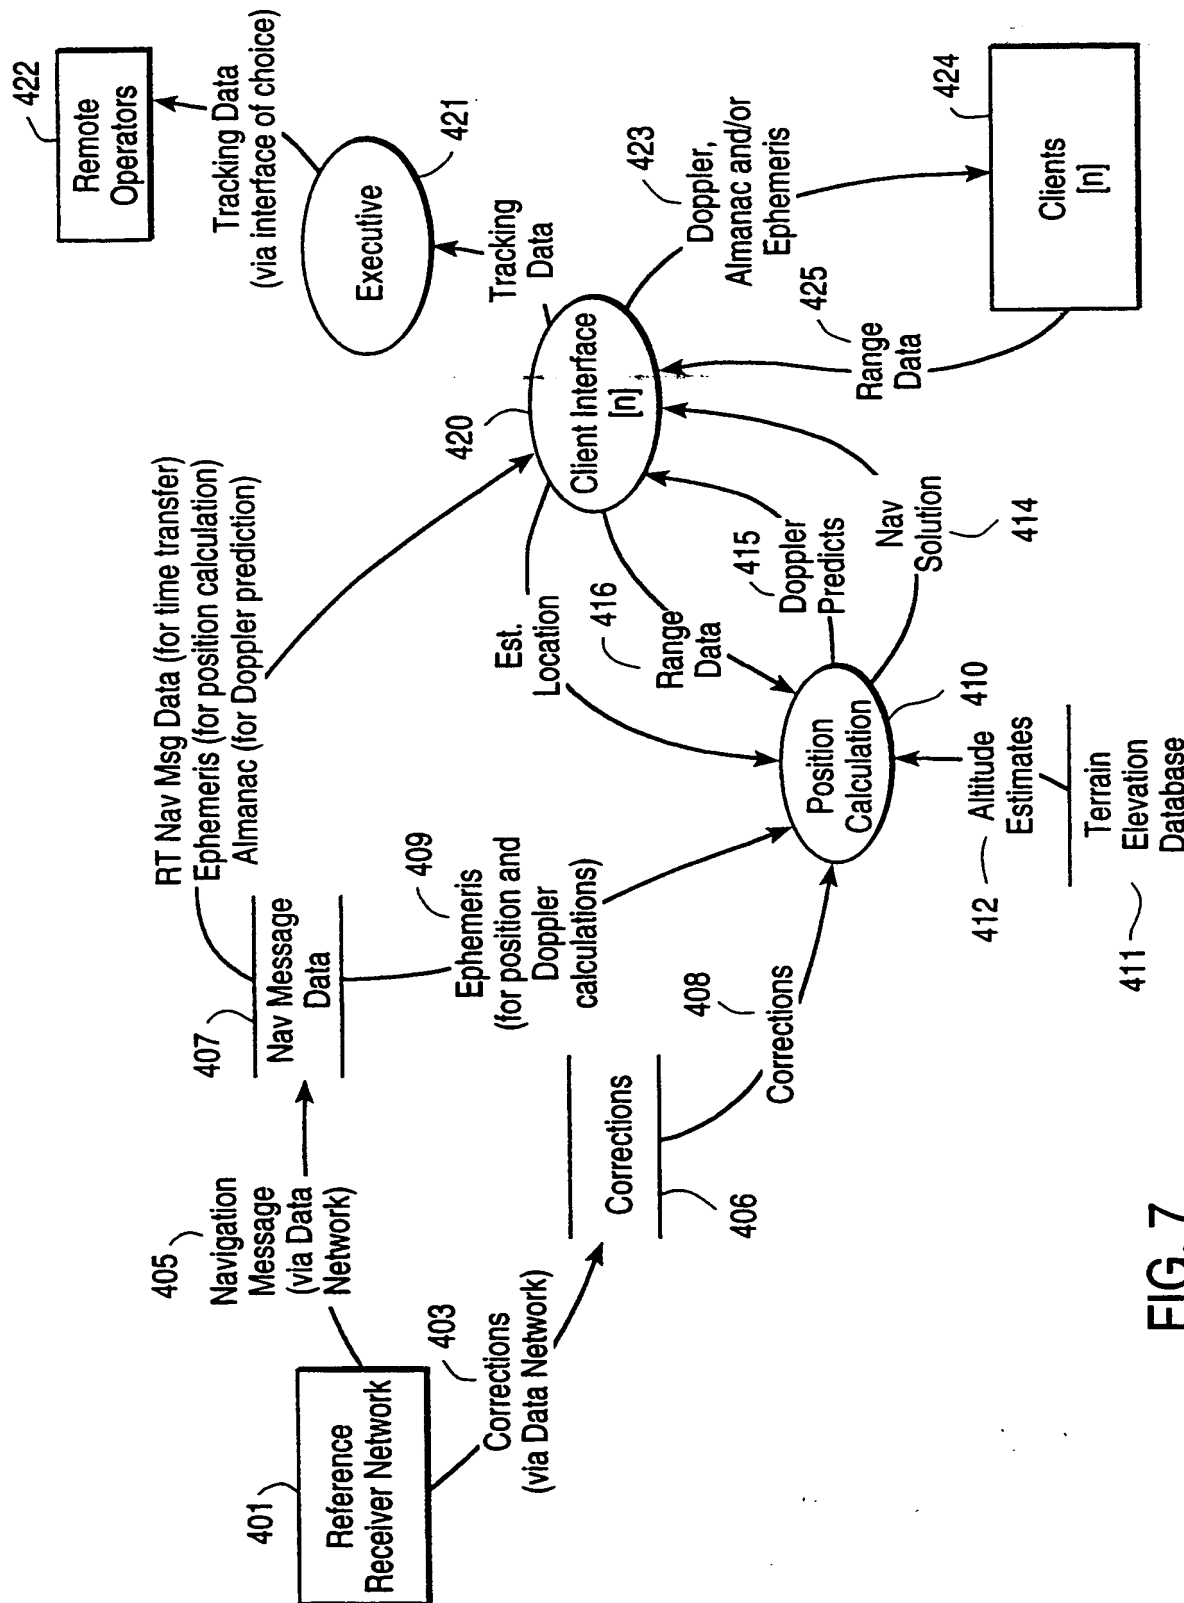 401
Reference
Receiver Network
405
Navigation
Message
(via Data
Network)
403
Corrections
(via Data Network)
407
Nav Message
Data
RT Nav Msg Data (for time transfer)
Ephemeris (for position calculation)
Almanac (for Doppler prediction)
409
Ephemeris
(for position and
Doppler
calculations)
Corrections
406
408
Corrections
Est.
Location
416
Range
Data
415
Doppler
Predicts
Nav
Solution
414
Position
Calculation
410
412
Altitude
Estimates
Terrain
Elevation
Database
411
420
Client Interface
[n]
Tracking
Data
Executive
421
Tracking Data
(via interface of choice)
422
Remote
Operators
423
Doppler,
Almanac and/or
Ephemeris
425
Range
Data
424
Clients
[n]
FIG. 7